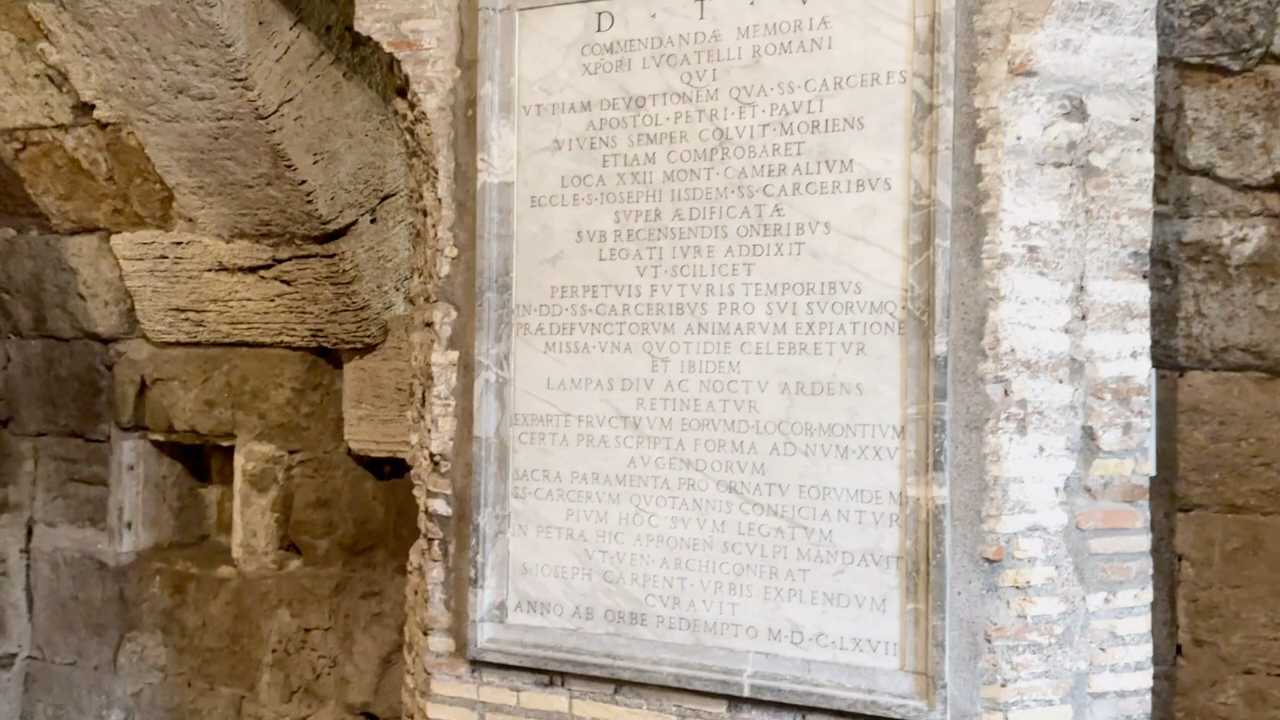 D · T · V
COMMENDANDÆ MEMORIÆ
XPORI LVCATELLI ROMANI
QVI
VT·PIAM DEVOTIONEM QVA·SS·CARCERES
APOSTOL·PETRI·ET·PAVLI
VIVENS SEMPER COLVIT·MORIENS
ETIAM COMPROBARET
LOCA XXII MONT·CAMERALIVM
ECCLE·S·IOSEPHI IISDEM·SS·CARCERIBVS
SVPER ÆDIFICATÆ
SVB RECENSENDIS ONERIBVS
LEGATI IVRE ADDIXIT
VT·SCILICET
PERPETVIS FVTVRIS TEMPORIBVS
IN·DD·SS·CARCERIBVS PRO SVI SVORVMQ·
PRÆDEFVNCTORVM ANIMARVM EXPIATIONE
MISSA·VNA QVOTIDIE CELEBRETVR
ET IBIDEM
LAMPAS DIV AC NOCTV ARDENS
RETINEATVR
EXPARTE FRVCTVVM EORVMD·LOCOR·MONTIVM
CERTA PRÆSCRIPTA FORMA AD NVM·XXV
AVGENDORVM
SACRA PARAMENTA PRO ORNATV EORVMDEM
SS·CARCERVM QVOTANNIS CONFICIANTVR
PIVM HOC SVVM LEGATVM
IN PETRA HIC APPONEN̄ SCVLPI MANDAVIT
VT·VEN·ARCHICONFRAT
S·IOSEPH CARPENT·VRBIS EXPLENDVM
CVRAVIT
ANNO AB ORBE REDEMPTO M·D·C·LXVII